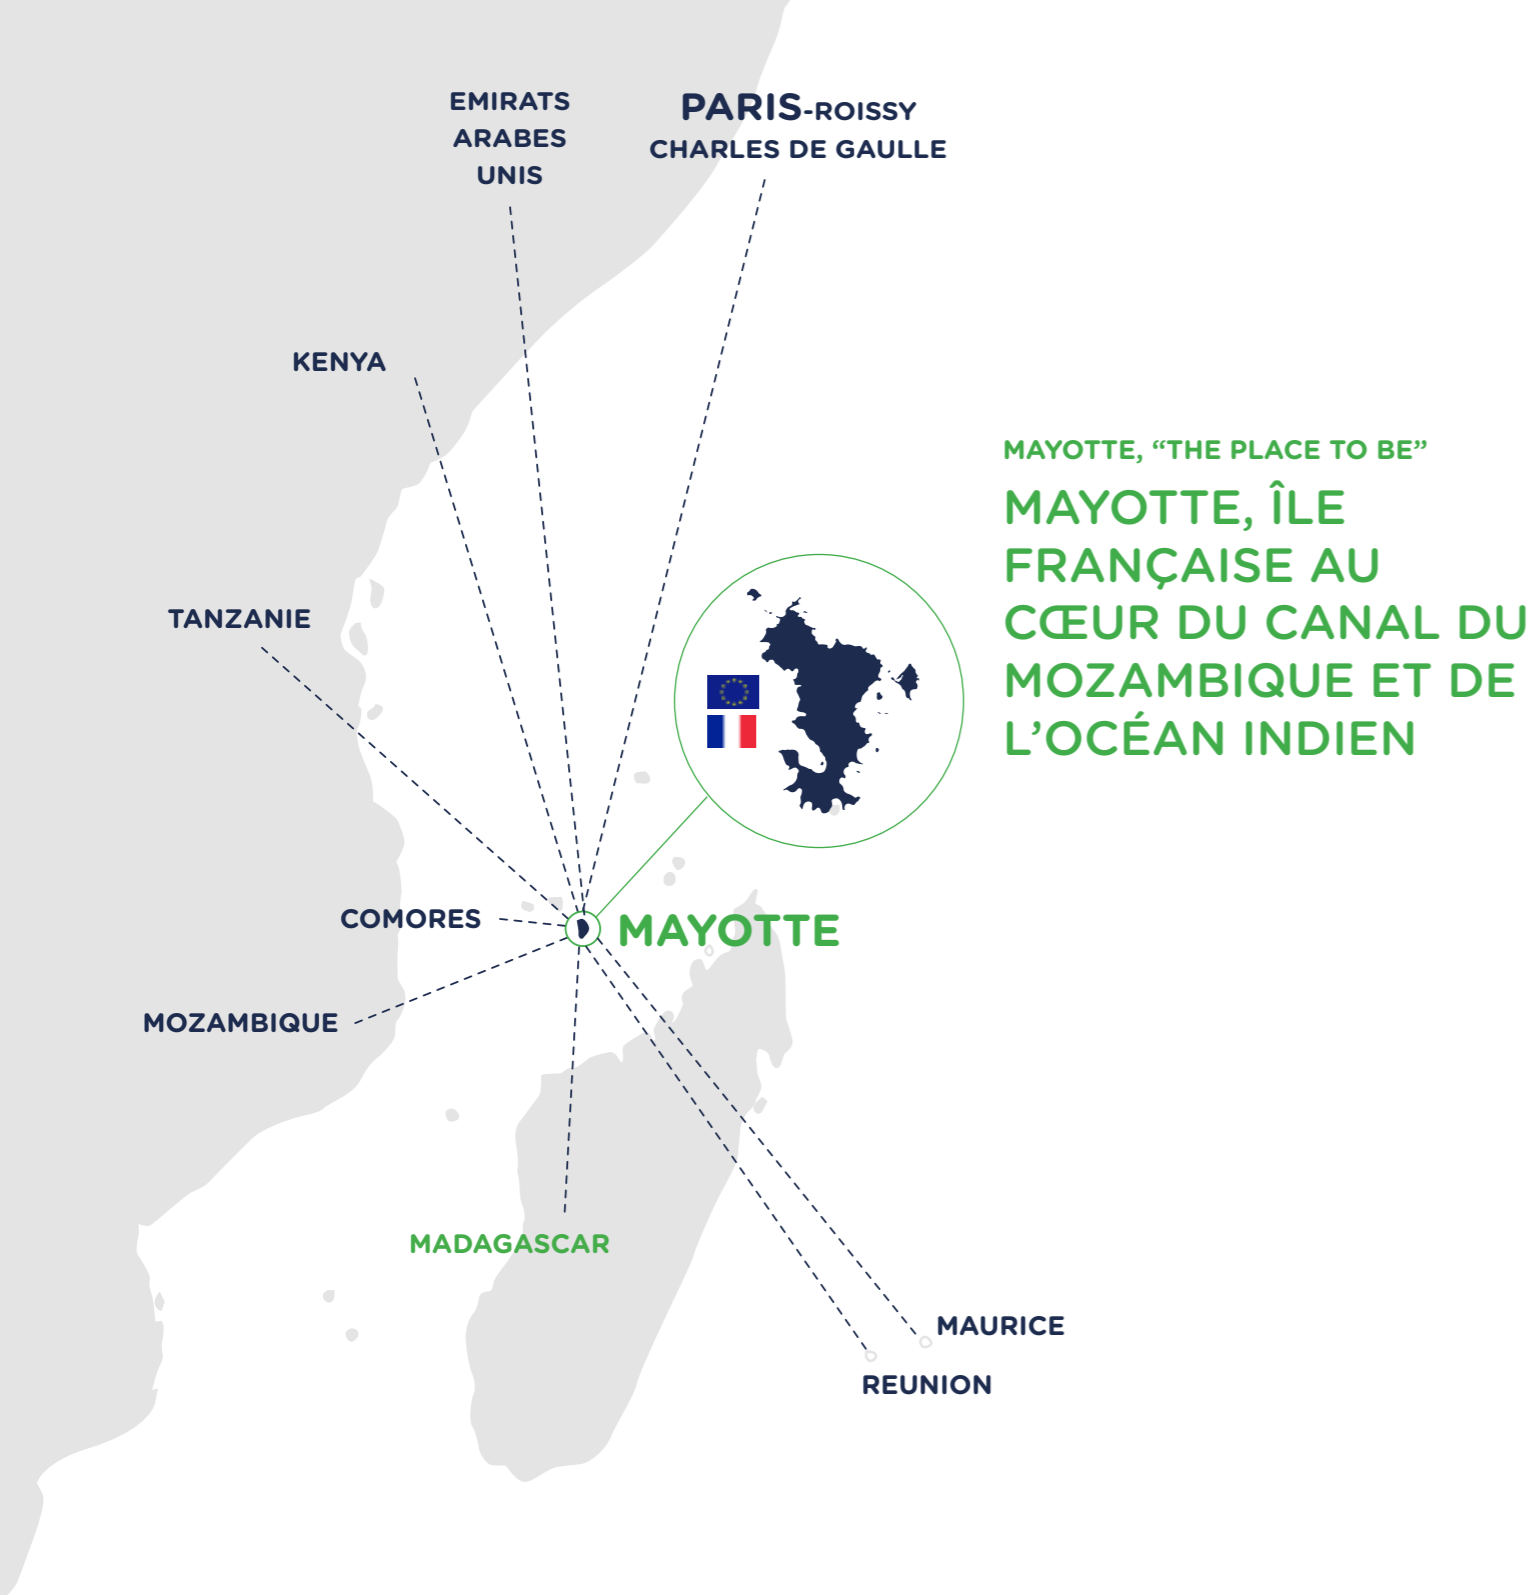 EMIRATS
ARABES
UNIS
PARIS-ROISSY
CHARLES DE GAULLE
KENYA
MAYOTTE, “THE PLACE TO BE”
MAYOTTE, ÎLE
FRANÇAISE AU
CŒUR DU CANAL DU
MOZAMBIQUE ET DE
L’OCÉAN INDIEN
TANZANIE
COMORES
MAYOTTE
MOZAMBIQUE
MADAGASCAR
MAURICE
REUNION